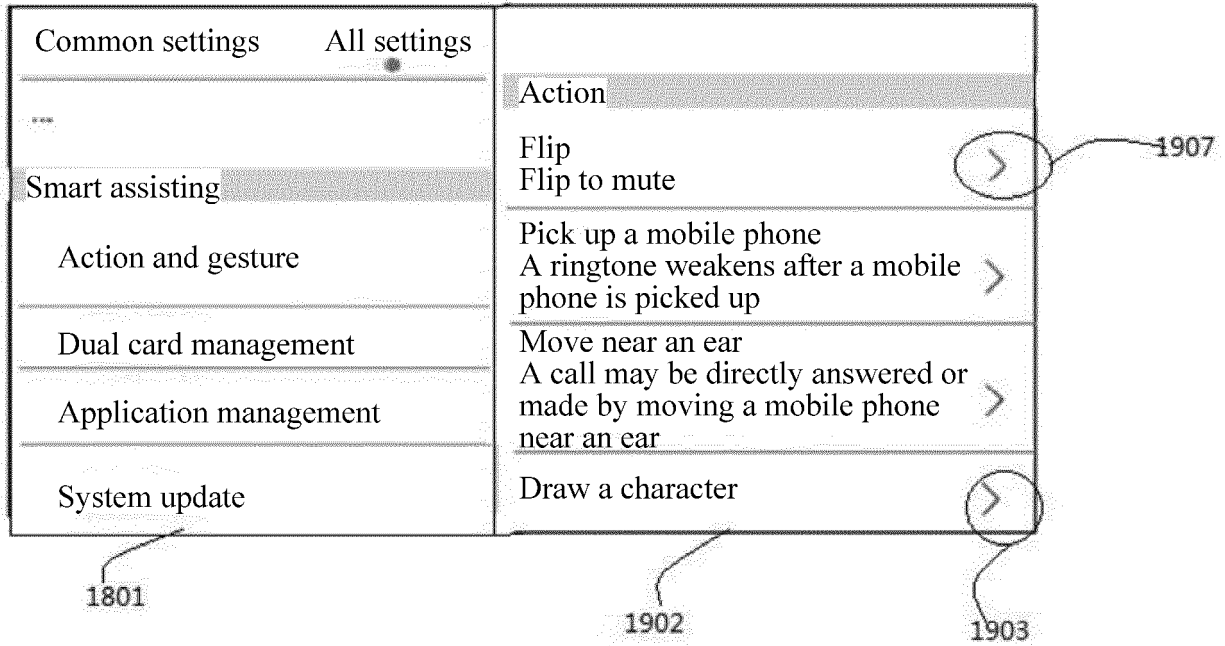 Common settings All settings
...
Smart assisting
Action and gesture
Dual card management
Application management
System update
Action
Flip
Flip to mute
Pick up a mobile phone
A ringtone weakens after a mobile
phone is picked up
Move near an ear
A call may be directly answered or
made by moving a mobile phone
near an ear
Draw a character
1907
1801
1902
1903